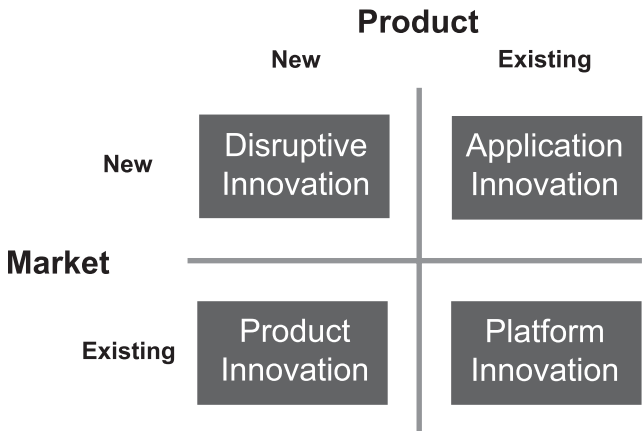 Product
New Existing
New
Disruptive
Innovation
Application
Innovation
Market
Existing
Product
Innovation
Platform
Innovation